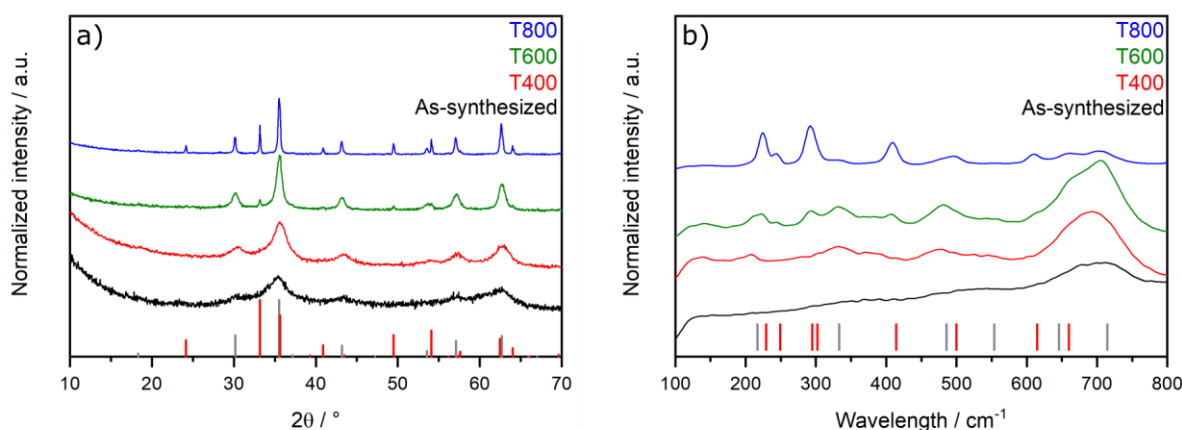 a)
T800
T600
T400
As-synthesized
Normalized intensity / a.u.
10 20 30 40 50 60 70
2θ / °
b)
T800
T600
T400
As-synthesized
Normalized intensity / a.u.
100 200 300 400 500 600 700 800
Wavelength / cm⁻¹